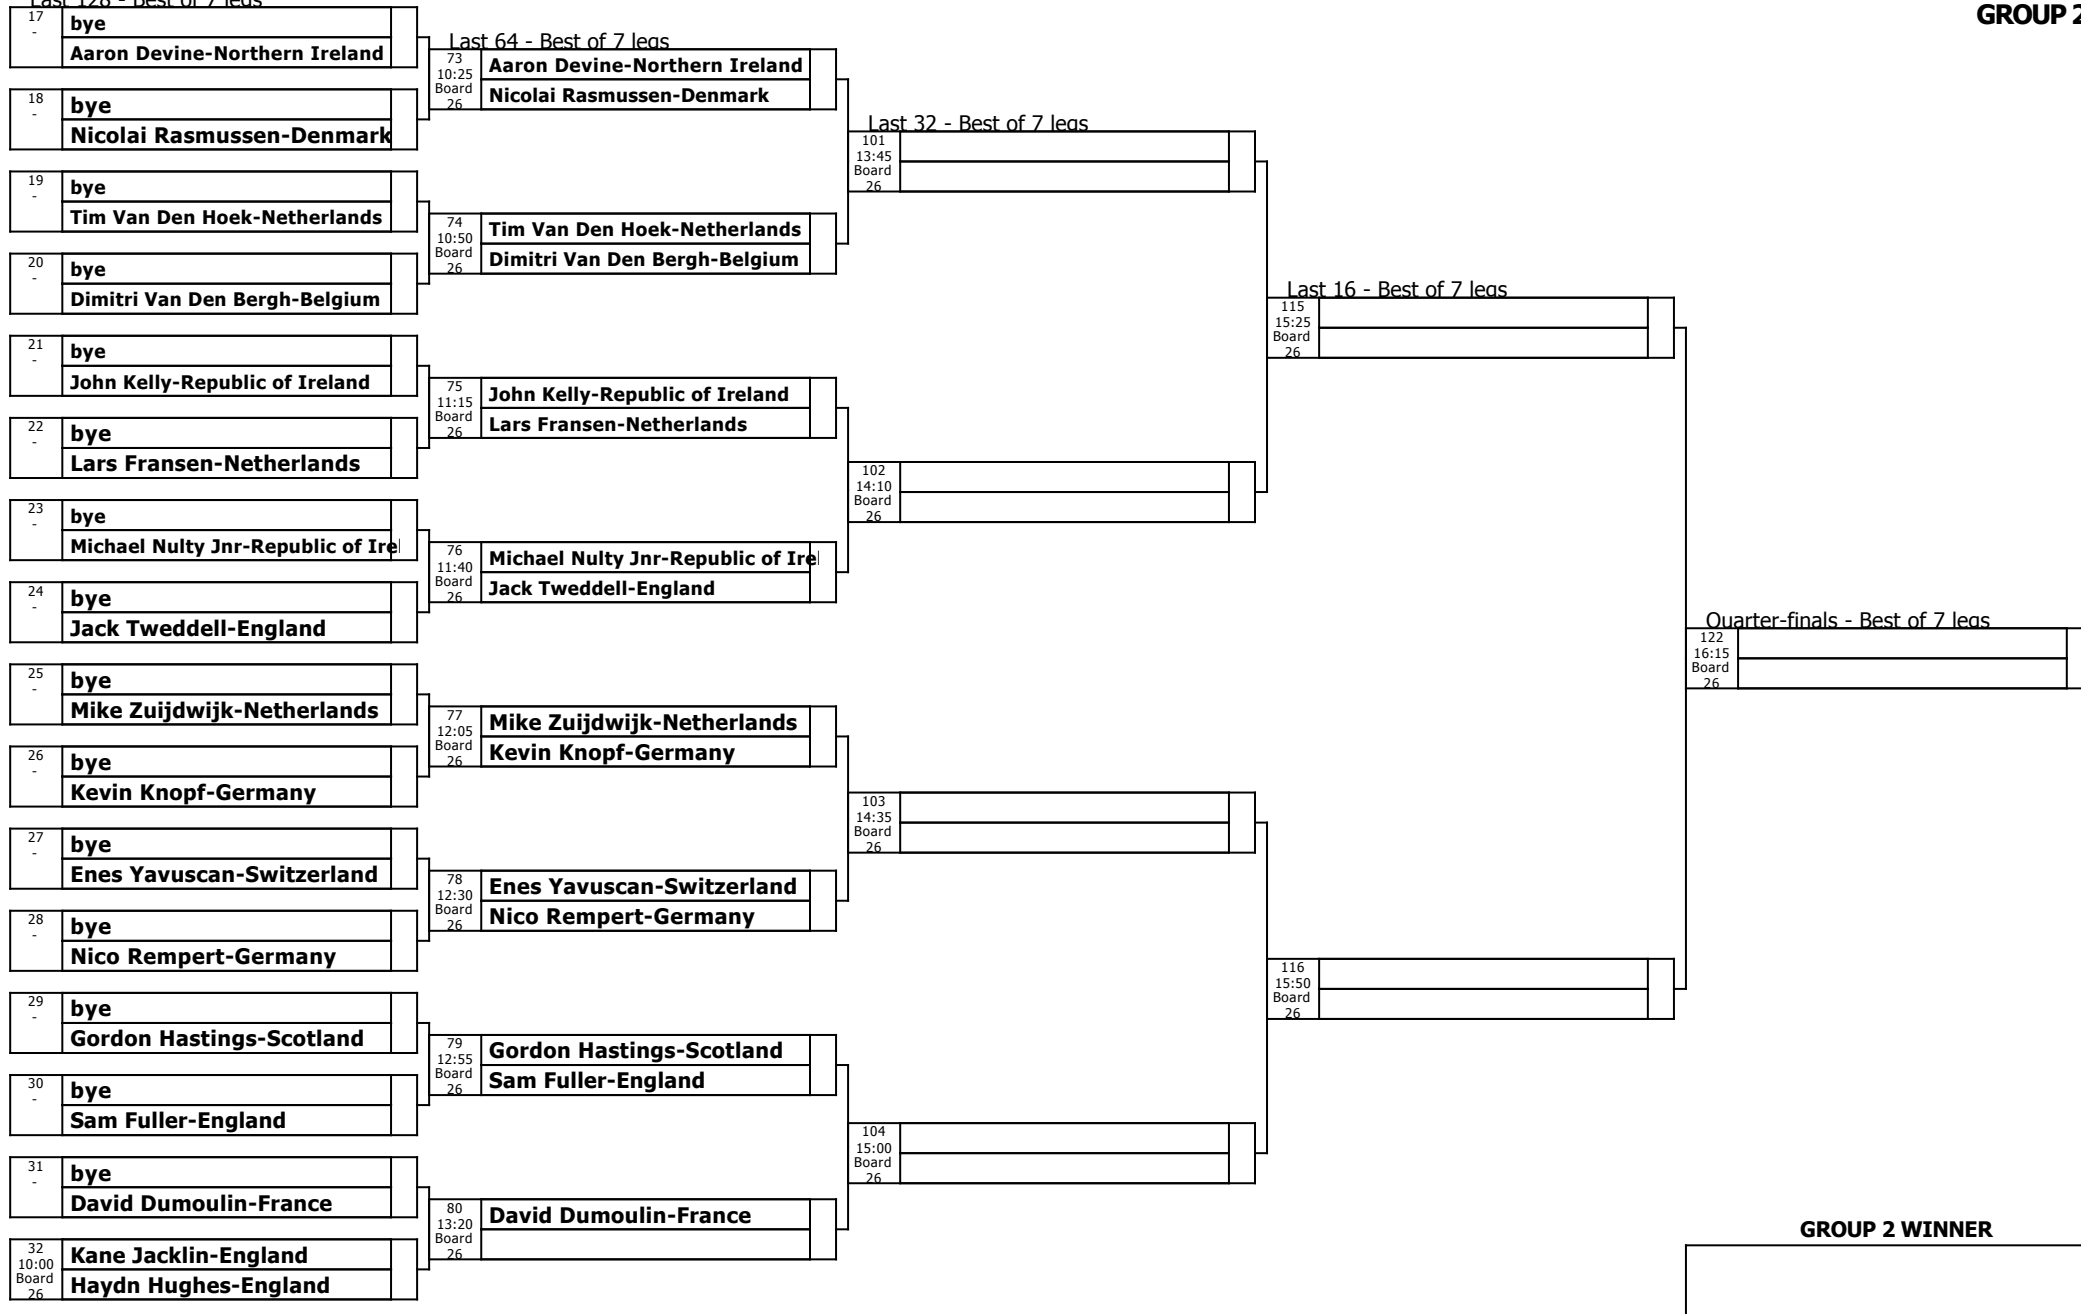 Last 128 - Best of 7 legs
GROUP 2
17
-
bye
Aaron Devine-Northern Ireland
18
-
bye
Nicolai Rasmussen-Denmark
19
-
bye
Tim Van Den Hoek-Netherlands
20
-
bye
Dimitri Van Den Bergh-Belgium
21
-
bye
John Kelly-Republic of Ireland
22
-
bye
Lars Fransen-Netherlands
23
-
bye
Michael Nulty Jnr-Republic of Irel
24
-
bye
Jack Tweddell-England
25
-
bye
Mike Zuijdwijk-Netherlands
26
-
bye
Kevin Knopf-Germany
27
-
bye
Enes Yavuscan-Switzerland
28
-
bye
Nico Rempert-Germany
29
-
bye
Gordon Hastings-Scotland
30
-
bye
Sam Fuller-England
31
-
bye
David Dumoulin-France
32
10:00
Board
26
Kane Jacklin-England
Haydn Hughes-England
Last 64 - Best of 7 legs
73
10:25
Board
26
Aaron Devine-Northern Ireland
Nicolai Rasmussen-Denmark
74
10:50
Board
26
Tim Van Den Hoek-Netherlands
Dimitri Van Den Bergh-Belgium
75
11:15
Board
26
John Kelly-Republic of Ireland
Lars Fransen-Netherlands
76
11:40
Board
26
Michael Nulty Jnr-Republic of Irel
Jack Tweddell-England
77
12:05
Board
26
Mike Zuijdwijk-Netherlands
Kevin Knopf-Germany
78
12:30
Board
26
Enes Yavuscan-Switzerland
Nico Rempert-Germany
79
12:55
Board
26
Gordon Hastings-Scotland
Sam Fuller-England
80
13:20
Board
26
David Dumoulin-France
Last 32 - Best of 7 legs
101
13:45
Board
26
102
14:10
Board
26
103
14:35
Board
26
104
15:00
Board
26
Last 16 - Best of 7 legs
115
15:25
Board
26
116
15:50
Board
26
Quarter-finals - Best of 7 legs
122
16:15
Board
26
GROUP 2 WINNER